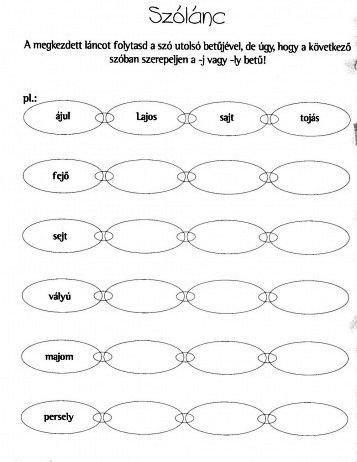 Szólánc
A megkezdett láncot folytasd a szó utolsó betűjével, de úgy, hogy a következő
szóban szerepeljen a -j vagy -ly betű!
pl.:
ájul Lajos sajt tojás
fejő
sejt
vályú
majom
persely